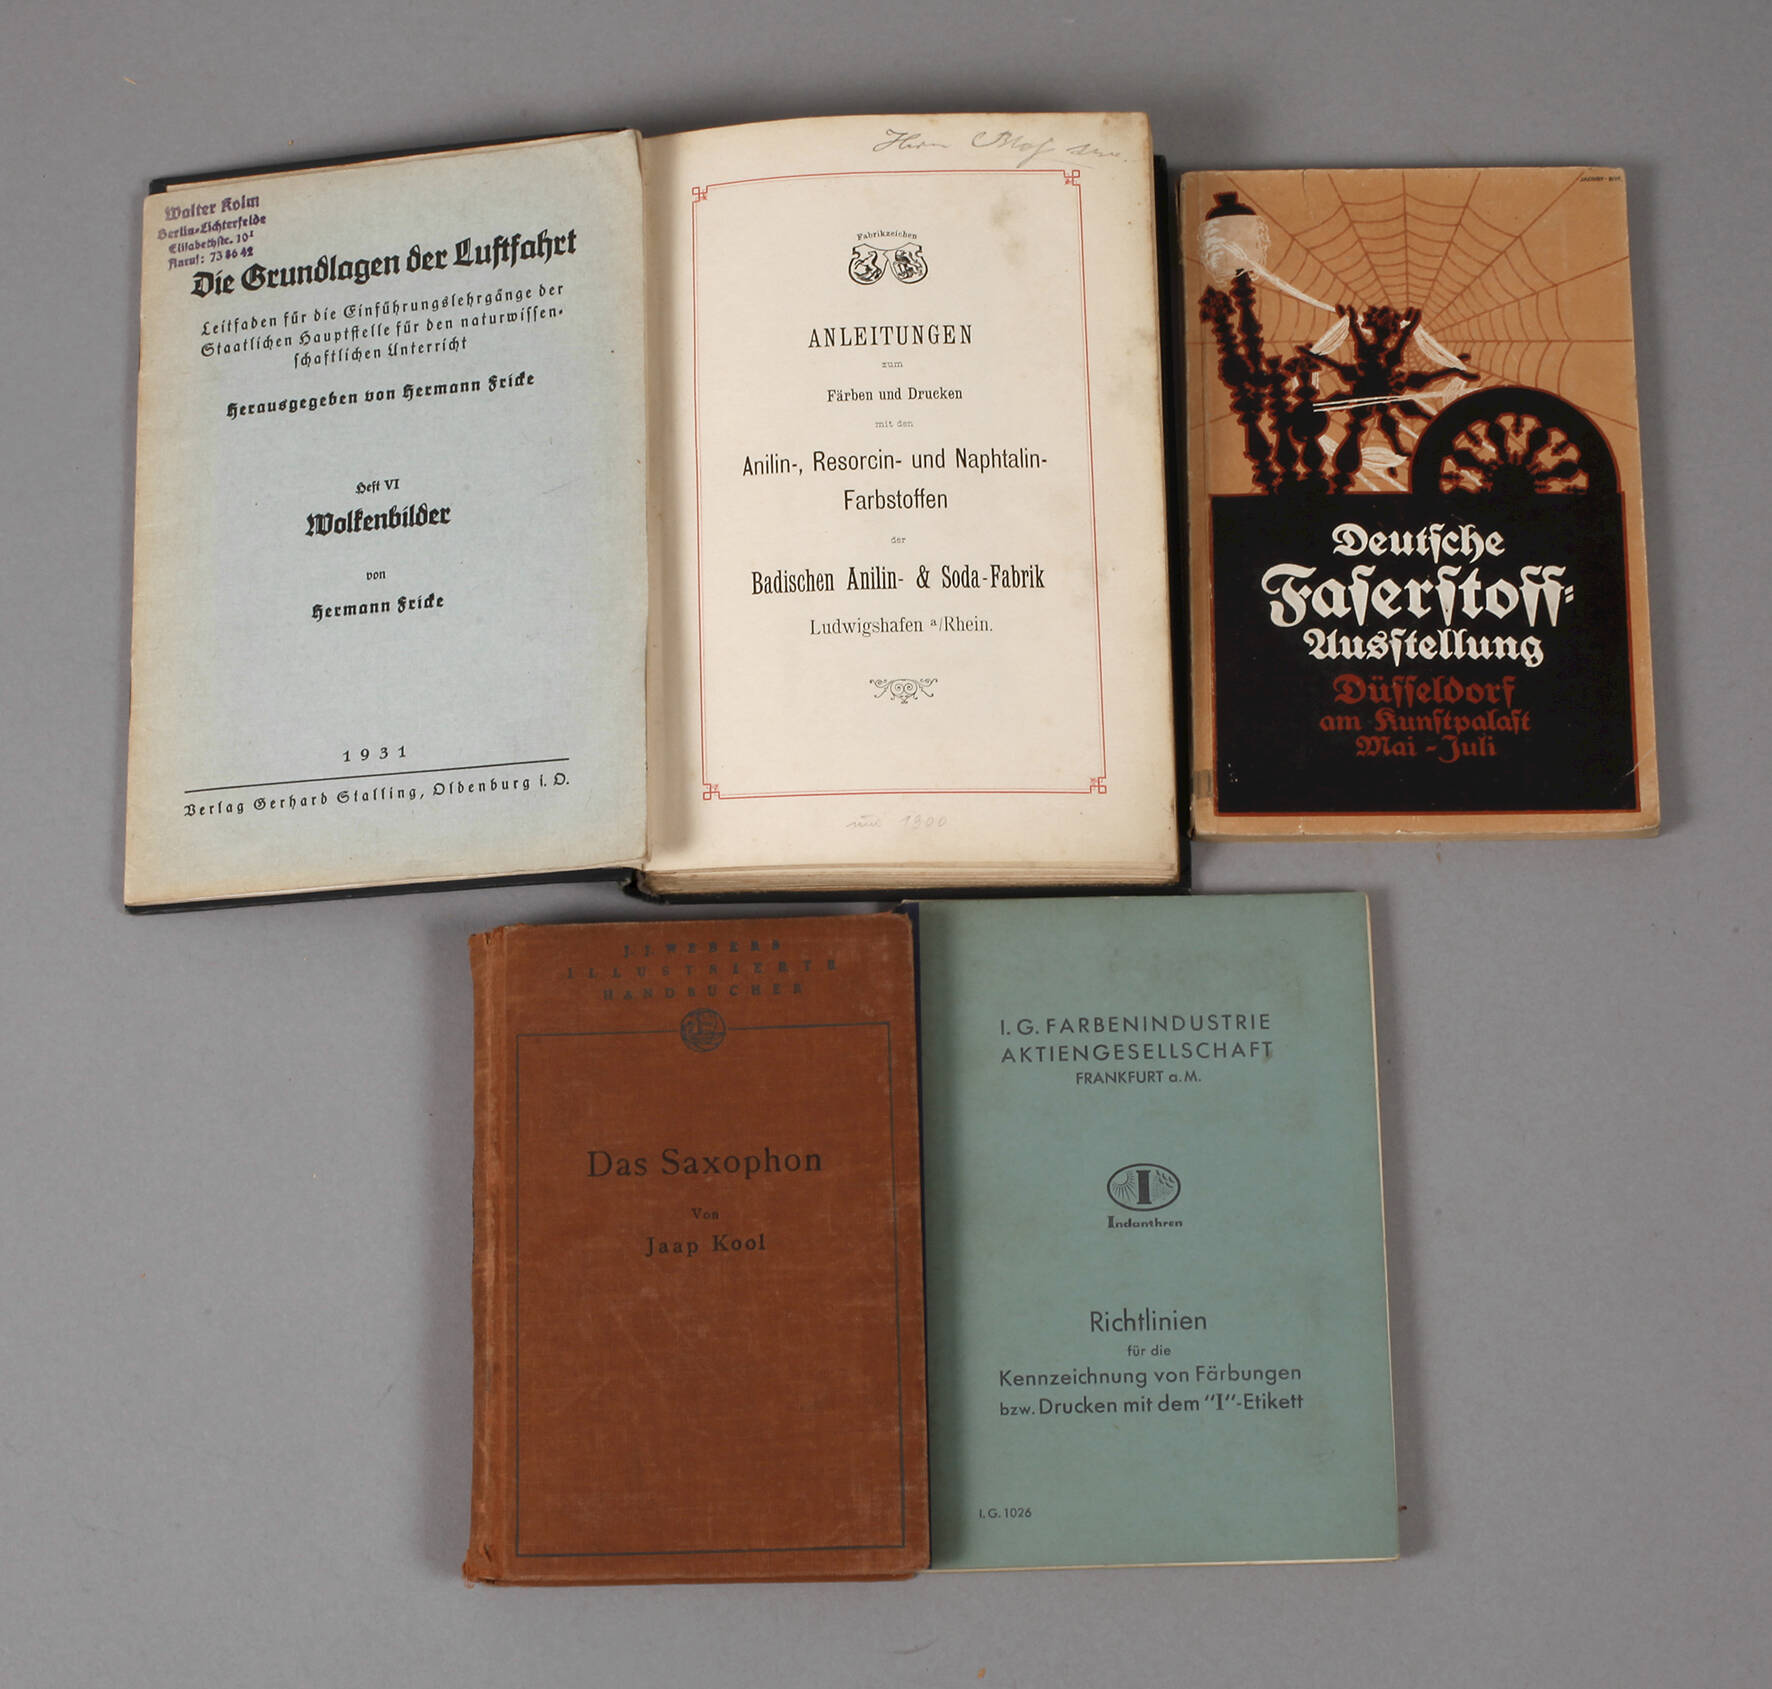 Walter Kolm
Berlin-Lichterfelde
Elisabethstr. 10¹
Anruf: 73 86 42
Die Grundlagen der Luftfahrt
Leitfaden für die Einführungslehrgänge der
Staatlichen Hauptstelle für den naturwissen-
schaftlichen Unterricht
Herausgegeben von Hermann Fricke
Heft VI
Wolkenbilder
von
Hermann Fricke
1931
Verlag Gerhard Stalling, Oldenburg i. O.
Herrn
Fabrikzeichen
ANLEITUNGEN
zum
Färben und Drucken
mit den
Anilin-, Resorcin- und Naphtalin-
Farbstoffen
der
Badischen Anilin- & Soda-Fabrik
Ludwigshafen a/Rhein.
1900
Deutsche
Faserstoff-
Ausstellung
Düsseldorf
am Kunstpalast
Mai - Juli
J. J. WEBERS
ILLUSTRIERTE
HANDBÜCHER
Das Saxophon
Von
Jaap Kool
I. G. FARBENINDUSTRIE
AKTIENGESELLSCHAFT
FRANKFURT a. M.
I
Indanthren
Richtlinien
für die
Kennzeichnung von Färbungen
bzw. Drucken mit dem "I"-Etikett
I. G. 1026